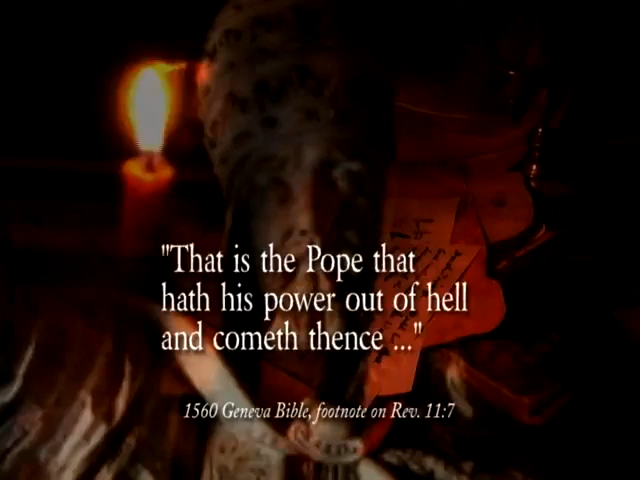 "That is the Pope that
hath his power out of hell
and cometh thence ..."
1560 Geneva Bible, footnote on Rev. 11:7